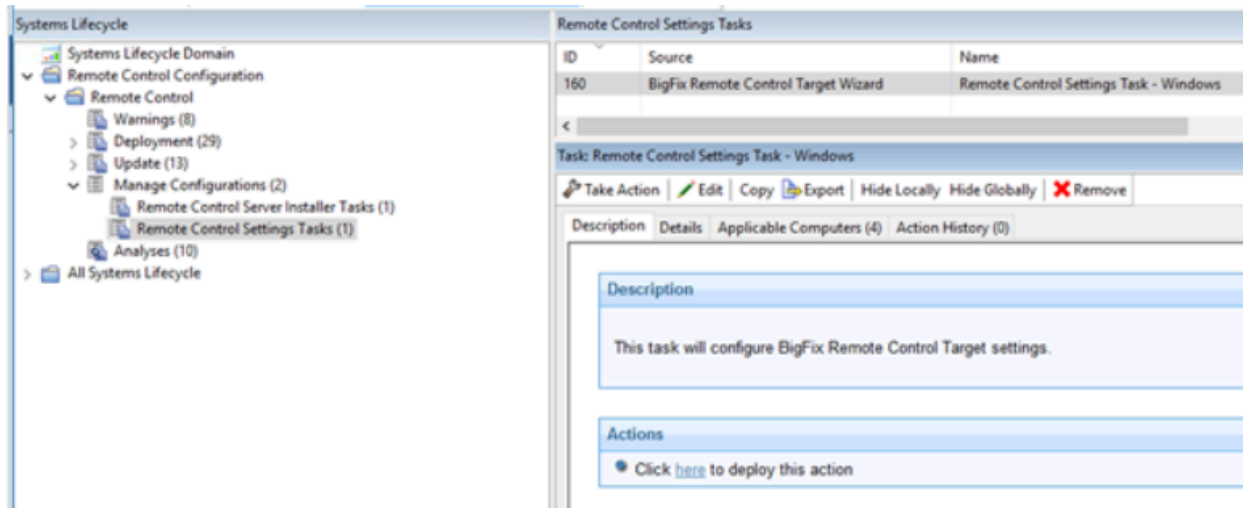 Systems Lifecycle
Systems Lifecycle Domain
Remote Control Configuration
Remote Control
Warnings (8)
Deployment (29)
Update (13)
Manage Configurations (2)
Remote Control Server Installer Tasks (1)
Remote Control Settings Tasks (1)
Analyses (10)
All Systems Lifecycle
Remote Control Settings Tasks
ID Source Name
160 BigFix Remote Control Target Wizard Remote Control Settings Task - Windows
Task: Remote Control Settings Task - Windows
Take Action Edit Copy Export Hide Locally Hide Globally Remove
Description Details Applicable Computers (4) Action History (0)
Description
This task will configure BigFix Remote Control Target settings.
Actions
Click here to deploy this action